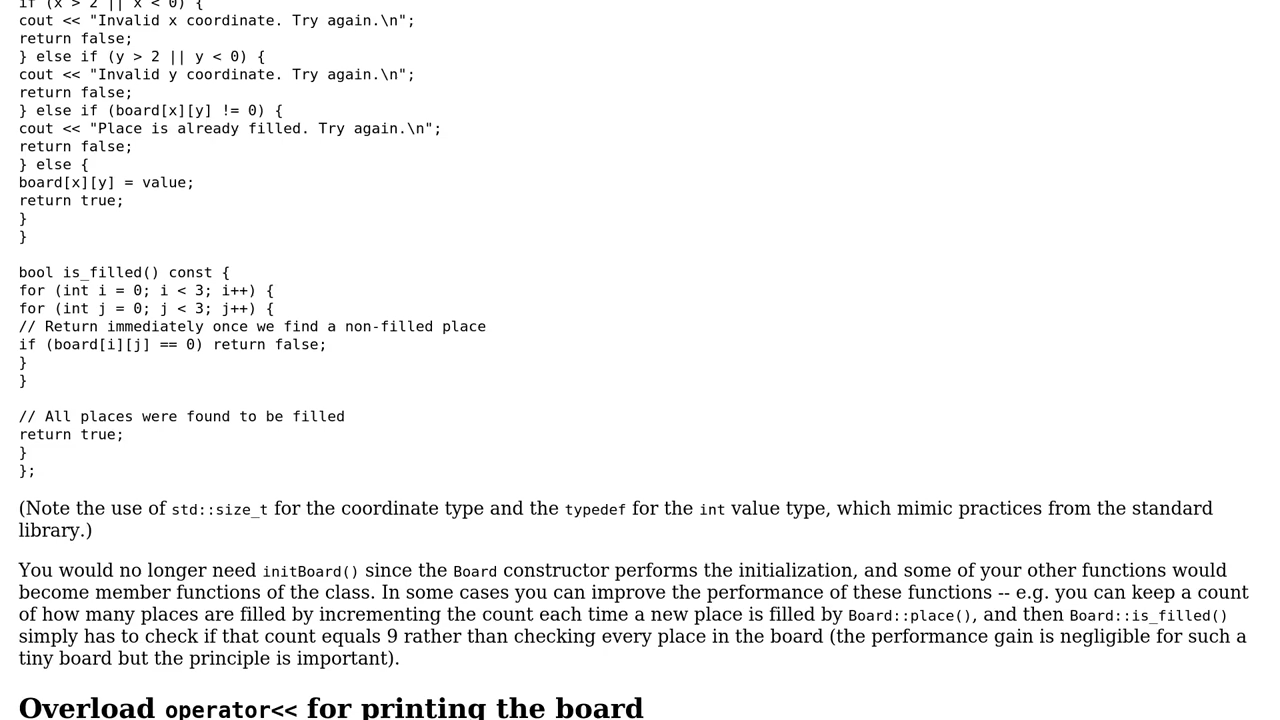 if (x > 2 || x < 0) {
cout << "Invalid x coordinate. Try again.\n";
return false;
} else if (y > 2 || y < 0) {
cout << "Invalid y coordinate. Try again.\n";
return false;
} else if (board[x][y] != 0) {
cout << "Place is already filled. Try again.\n";
return false;
} else {
board[x][y] = value;
return true;
}
}

bool is_filled() const {
for (int i = 0; i < 3; i++) {
for (int j = 0; j < 3; j++) {
// Return immediately once we find a non-filled place
if (board[i][j] == 0) return false;
}
}

// All places were found to be filled
return true;
}
};

(Note the use of std::size_t for the coordinate type and the typedef for the int value type, which mimic practices from the standard
library.)

You would no longer need initBoard() since the Board constructor performs the initialization, and some of your other functions would
become member functions of the class. In some cases you can improve the performance of these functions -- e.g. you can keep a count
of how many places are filled by incrementing the count each time a new place is filled by Board::place(), and then Board::is_filled()
simply has to check if that count equals 9 rather than checking every place in the board (the performance gain is negligible for such a
tiny board but the principle is important).

Overload operator<< for printing the board